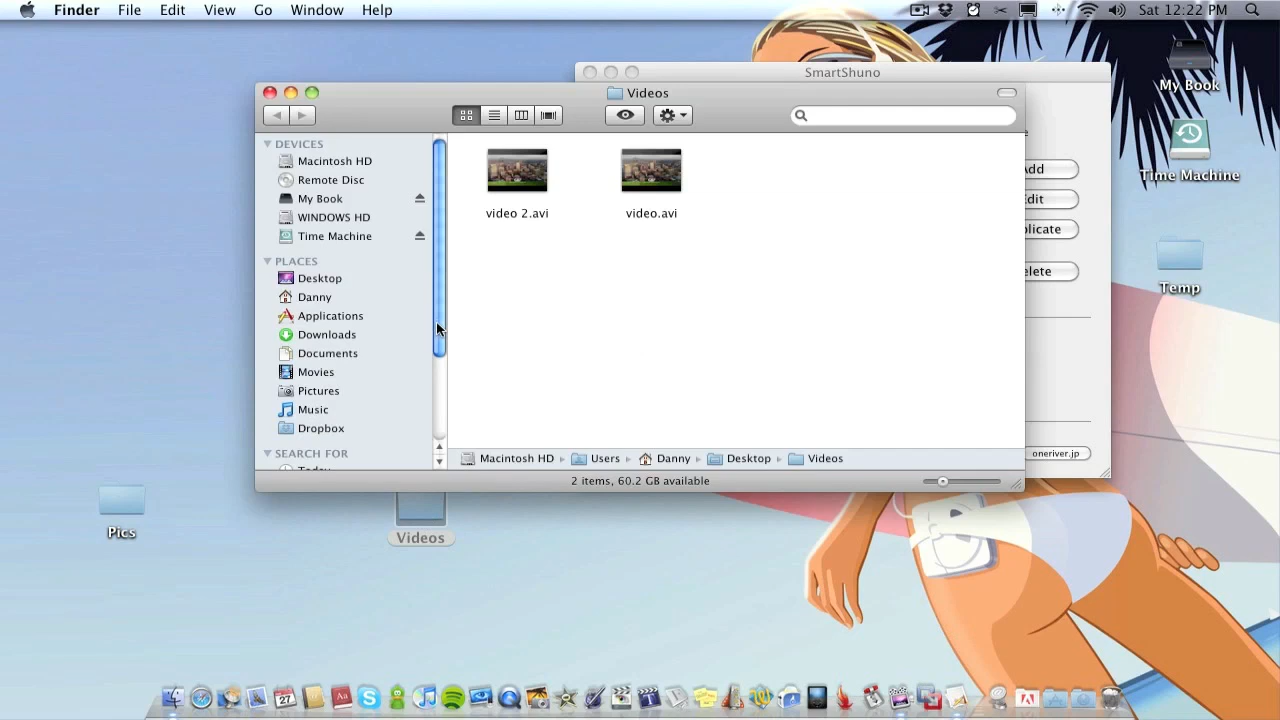 Finder File Edit View Go Window Help
Sat 12:22 PM
SmartShuno
Videos
DEVICES
Macintosh HD
Remote Disc
My Book
WINDOWS HD
Time Machine
PLACES
Desktop
Danny
Applications
Downloads
Documents
Movies
Pictures
Music
Dropbox
SEARCH FOR
Today
video 2.avi
video.avi
Macintosh HD Users Danny Desktop Videos
2 items, 60.2 GB available
Add
Edit
plicate
elete
oneriver.jp
My Book
Time Machine
Temp
Pics
Videos
27
Aa